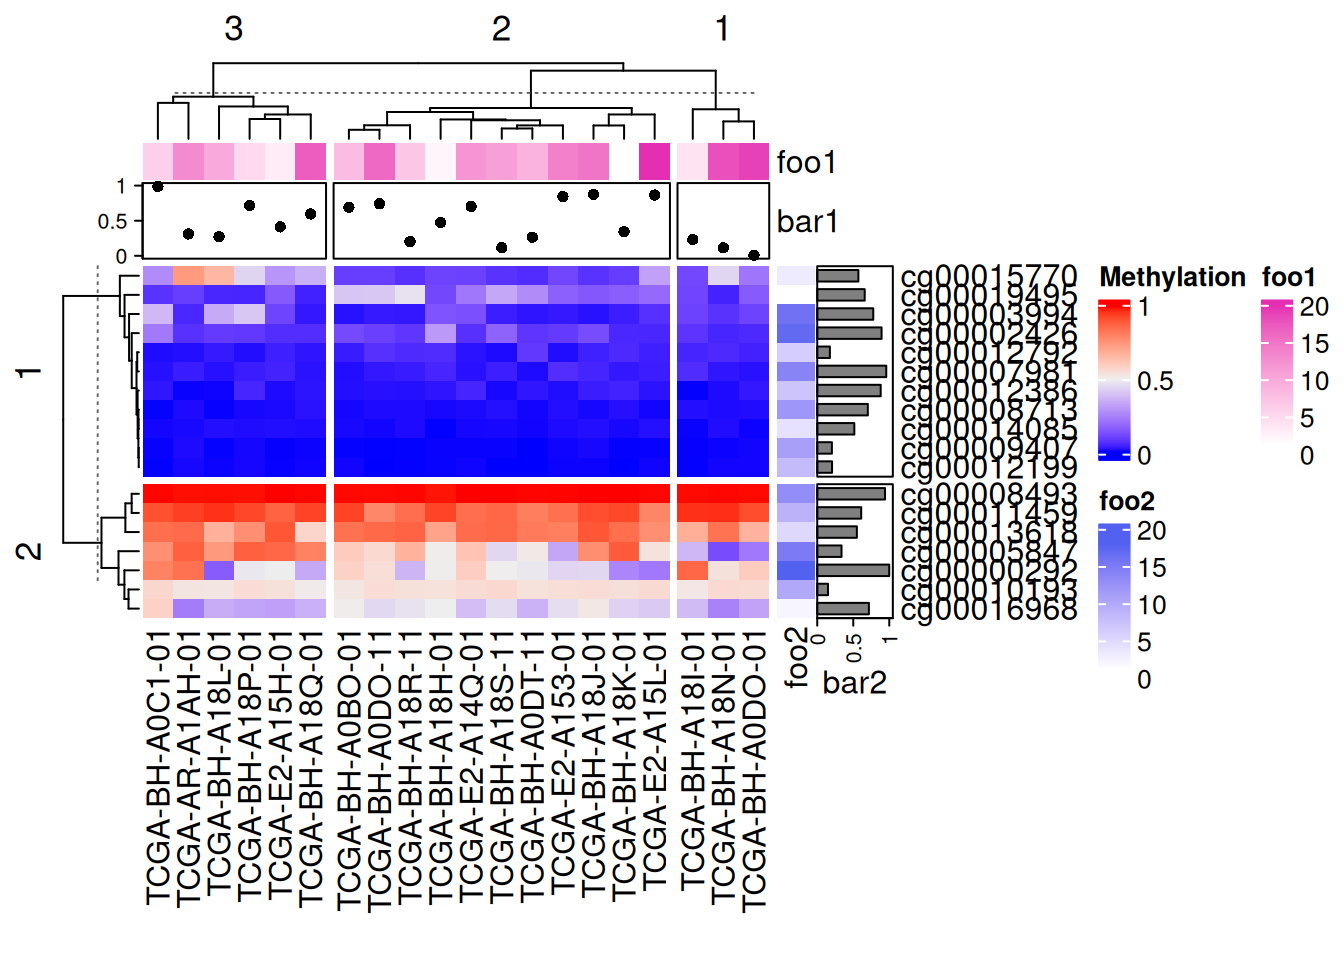 3 2 1
foo1
1
0.5
0
bar1
1
2
cg00015770
cg00019495
cg00003994
cg00002426
cg00012792
cg00007981
cg00012386
cg00008713
cg00014085
cg00009407
cg00012199
cg00008493
cg00011459
cg00013618
cg00005847
cg00000292
cg00010193
cg00016968
Methylation
1
0.5
0
foo1
20
15
10
5
0
foo2
20
15
10
5
0
foo2
0 0.5 1
bar2
TCGA-BH-A0C1-01
TCGA-AR-A1AH-01
TCGA-BH-A18L-01
TCGA-BH-A18P-01
TCGA-E2-A15H-01
TCGA-BH-A18Q-01
TCGA-BH-A0BO-01
TCGA-BH-A0DO-11
TCGA-BH-A18R-11
TCGA-BH-A18H-01
TCGA-E2-A14Q-01
TCGA-BH-A18S-11
TCGA-BH-A0DT-11
TCGA-E2-A153-01
TCGA-BH-A18J-01
TCGA-BH-A18K-01
TCGA-E2-A15L-01
TCGA-BH-A18I-01
TCGA-BH-A18N-01
TCGA-BH-A0DO-01